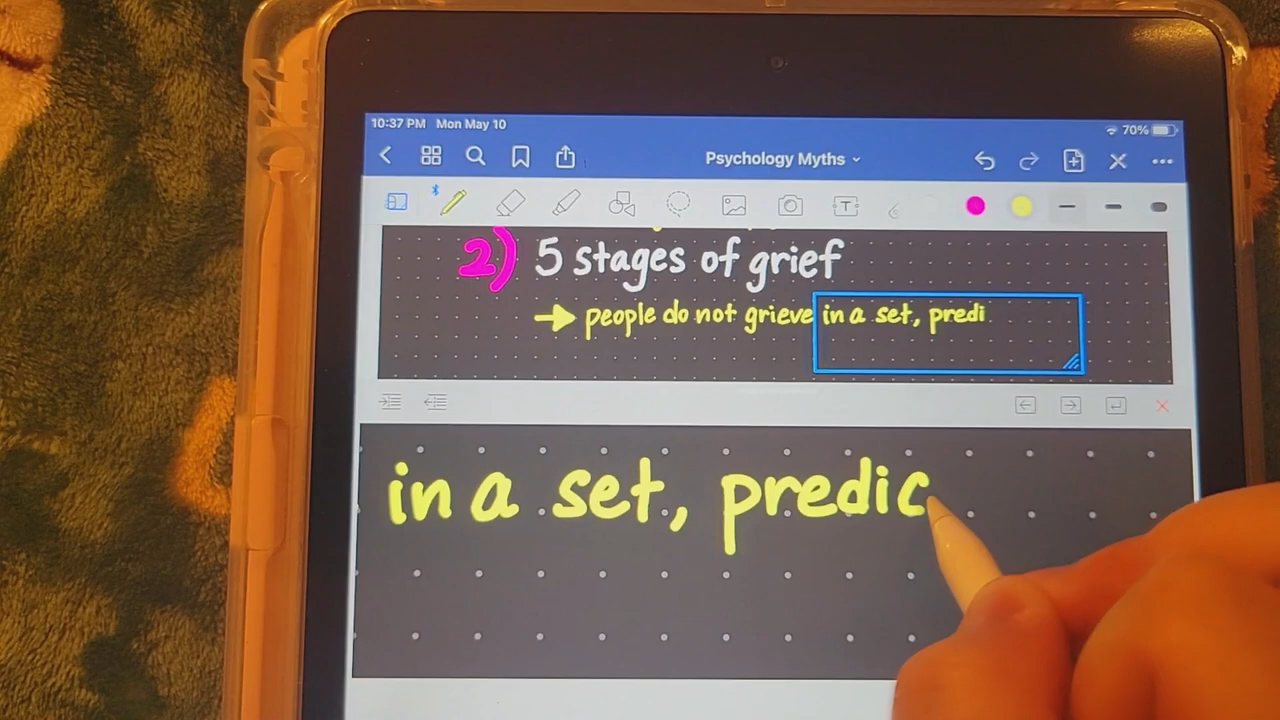 10:37 PM Mon May 10
70%
Psychology Myths
T
2) 5 stages of grief
→ people do not grieve in a set, predi
in a set, predic